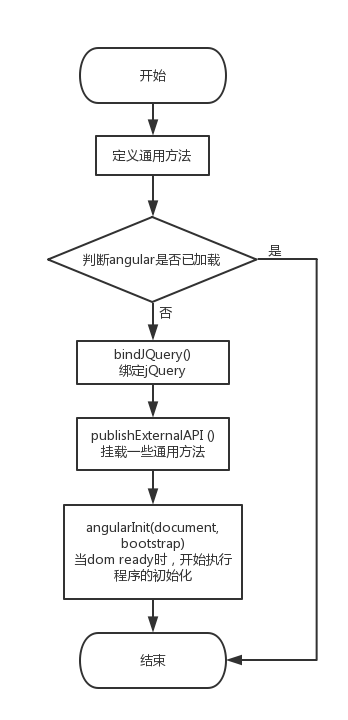 开始
定义通用方法
判断angular是否已加载
是
否
bindJQuery()
绑定jQuery
publishExternalAPI ()
挂载一些通用方法
angularInit(document,
bootstrap)
当dom ready时，开始执行
程序的初始化
结束